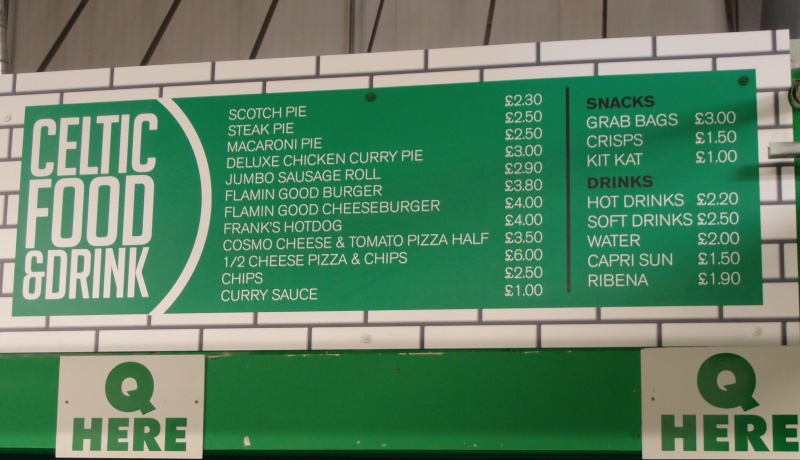 CELTIC
FOOD
&DRINK
SCOTCH PIE £2.30
STEAK PIE £2.50
MACARONI PIE £2.50
DELUXE CHICKEN CURRY PIE £3.00
JUMBO SAUSAGE ROLL £2.90
FLAMIN GOOD BURGER £3.80
FLAMIN GOOD CHEESEBURGER £4.00
FRANK'S HOTDOG £4.00
COSMO CHEESE & TOMATO PIZZA HALF £3.50
1/2 CHEESE PIZZA & CHIPS £6.00
CHIPS £2.50
CURRY SAUCE £1.00
SNACKS
GRAB BAGS £3.00
CRISPS £1.50
KIT KAT £1.00
DRINKS
HOT DRINKS £2.20
SOFT DRINKS £2.50
WATER £2.00
CAPRI SUN £1.50
RIBENA £1.90
Q
HERE
Q
HERE